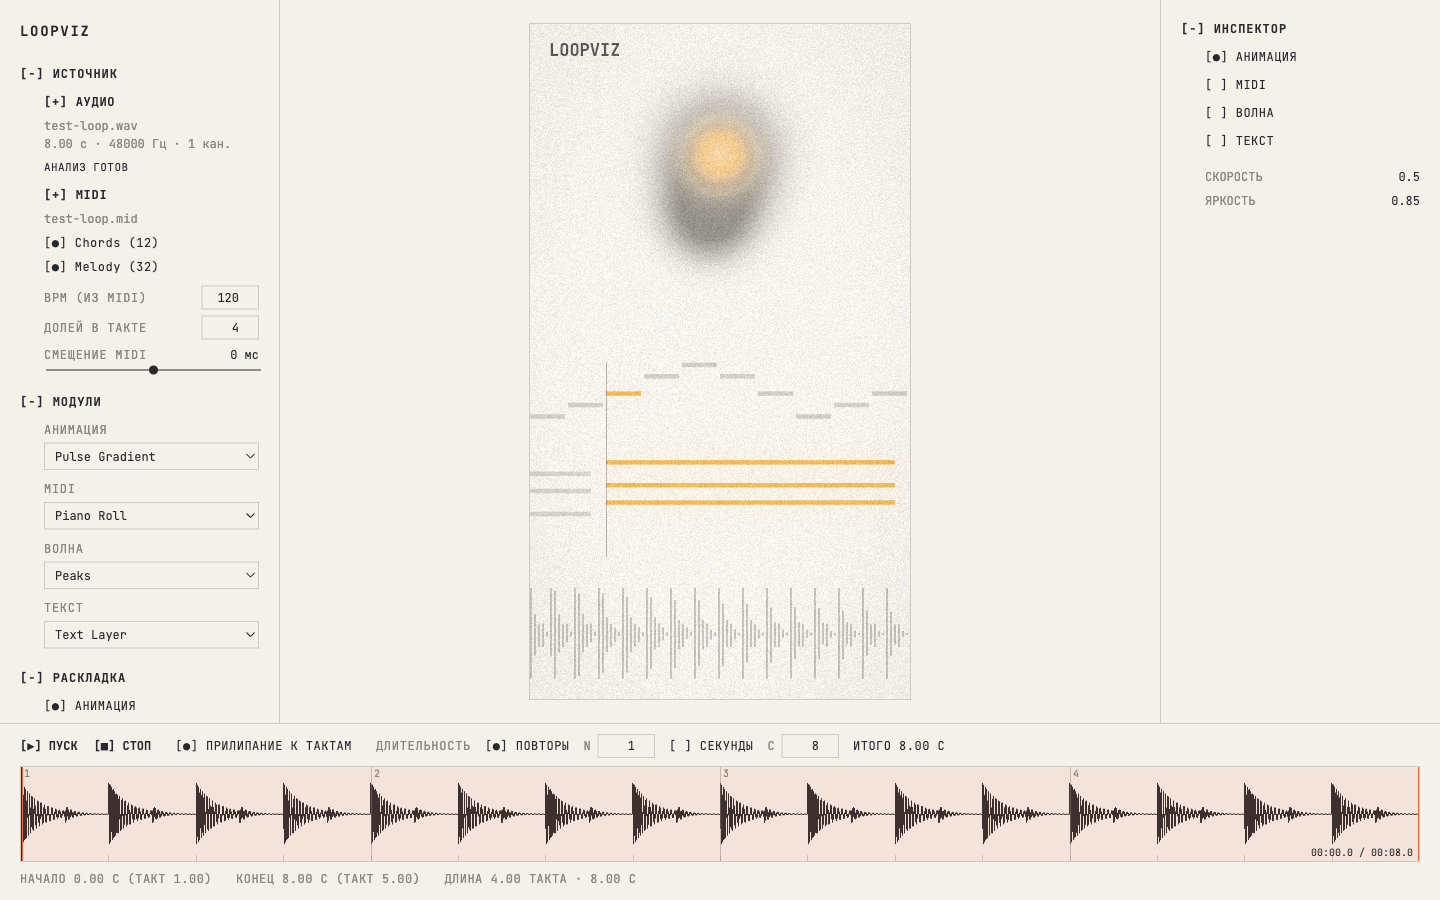 LOOPVIZ
[-] ИСТОЧНИК
[+] АУДИО
test-loop.wav
8.00 с · 48000 Гц · 1 кан.
АНАЛИЗ ГОТОВ
[+] MIDI
test-loop.mid
[●] Chords (12)
[●] Melody (32)
BPM (ИЗ MIDI) 120
ДОЛЕЙ В ТАКТЕ 4
СМЕЩЕНИЕ MIDI 0 мс
[-] МОДУЛИ
АНИМАЦИЯ
Pulse Gradient
MIDI
Piano Roll
ВОЛНА
Peaks
ТЕКСТ
Text Layer
[-] РАСКЛАДКА
[●] АНИМАЦИЯ
LOOPVIZ
[-] ИНСПЕКТОР
[●] АНИМАЦИЯ
[ ] MIDI
[ ] ВОЛНА
[ ] ТЕКСТ
СКОРОСТЬ 0.5
ЯРКОСТЬ 0.85
[▶] ПУСК [■] СТОП [●] ПРИЛИПАНИЕ К ТАКТАМ ДЛИТЕЛЬНОСТЬ [●] ПОВТОРЫ N 1 [ ] СЕКУНДЫ С 8 ИТОГО 8.00 С
1 2 3 4
00:00.0 / 00:08.0
НАЧАЛО 0.00 С (ТАКТ 1.00) КОНЕЦ 8.00 С (ТАКТ 5.00) ДЛИНА 4.00 ТАКТА · 8.00 С